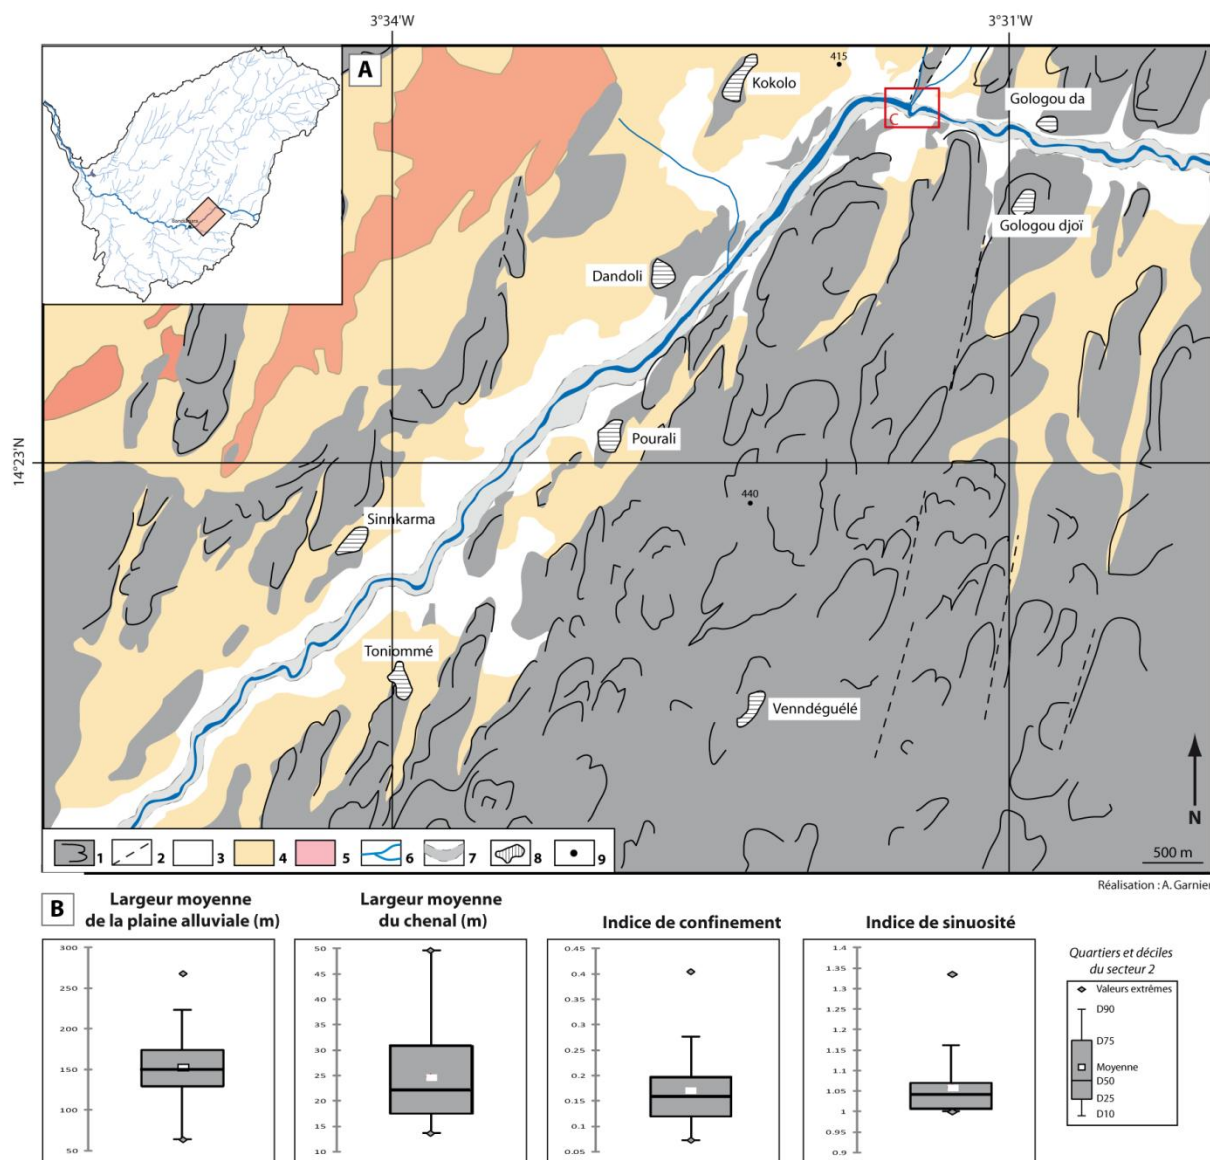 3°34'W
3°31'W
A
415
Kokolo
Gologou da
C
Gologou djoï
Dandoli
14°23'N
Pourali
440
Sinnkarma
Toniommé
Venndéguélé
N
1 2 3 4 5 6 7 8 9
500 m
Réalisation : A. Garnier
B
Largeur moyenne
de la plaine alluviale (m)
300
250
200
150
100
50
Largeur moyenne
du chenal (m)
50
45
40
35
30
25
20
15
10
Indice de confinement
0.45
0.4
0.35
0.3
0.25
0.2
0.15
0.1
0.05
Indice de sinuosité
1.4
1.35
1.3
1.25
1.2
1.15
1.1
1.05
1
0.95
0.9
Quartiers et déciles
du secteur 2
Valeurs extrêmes
D90
D75
Moyenne
D50
D25
D10